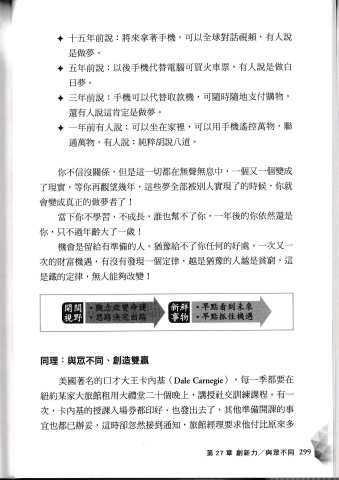 ✦ 十五年前說：將來拿著手機，可以全球對話視頻，有人說
是做夢。
✦ 五年前說：以後手機代替電腦可買火車票，有人說是做白
日夢。
✦ 三年前說：手機可以代替取款機，可隨時隨地支付購物，
還有人說這肯定是做夢。
✦ 一年前有人說：可以坐在家裡，可以用手機遙控萬物，聯
通萬物，有人說：純粹胡說八道。
你不信沒關係，但是這一切都在無聲無息中，一個又一個變成
了現實，等你再觀望幾年，這些夢全部被別人實現了的時候，你就
會變成真正的做夢者了！
當下你不學習、不成長，誰也幫不了你，一年後的你依然還是
你，只不過年齡大了一歲！
機會是留給有準備的人。猶豫給不了你任何的好處。一次又一
次的財富機遇，有沒有發現一個定律，越是猶豫的人越是貧窮。這
是鐵的定律，無人能夠改變！
開闊
視野
・觀念改變命運
・思路決定出路
新鮮
事物
・早點看到未來
・早點抓住機遇
同理：與眾不同、創造雙贏
美國著名的口才大王卡內基（Dale Carnegie），每一季都要在
紐約某家大旅館租用大禮堂二十個晚上，講授社交訓練課程。有一
次，卡內基的授課入場券都印好、也發出去了，其他準備開課的事
宜也都已辦妥，這時卻忽然接到通知，旅館經理要求他付比原來多
第 27 章 創新力／與眾不同 299